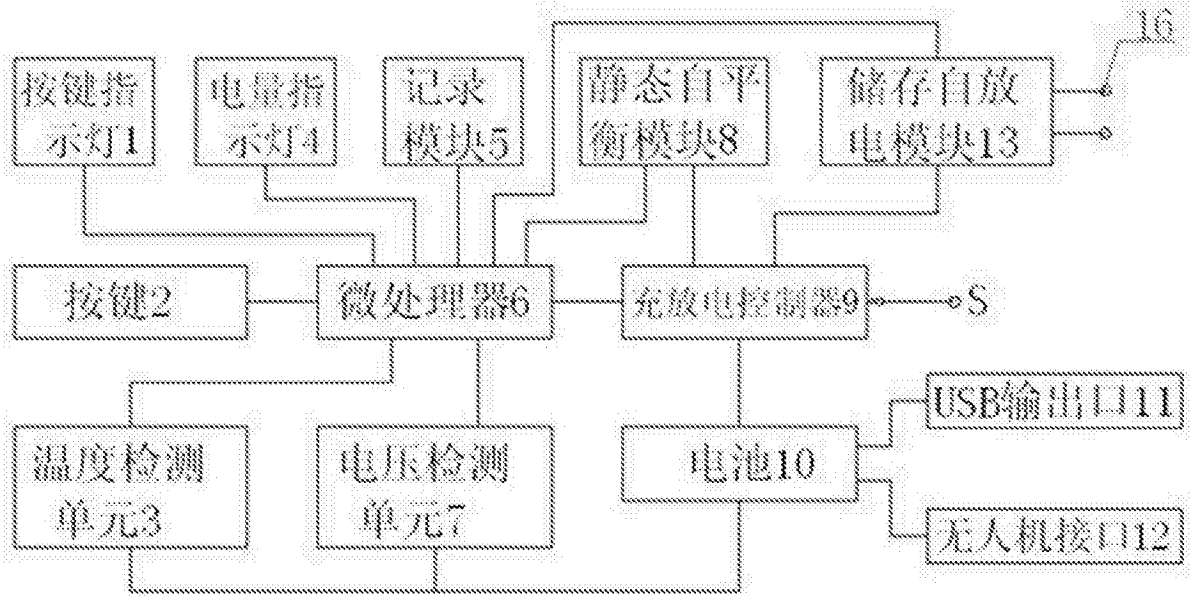 16
按键指
示灯1
电量指
示灯4
记录
模块5
静态自平
衡模块8
储存自放
电模块13
按键2
微处理器6
充放电控制器9
S
USB输出口11
温度检测
单元3
电压检测
单元7
电池10
无人机接口12